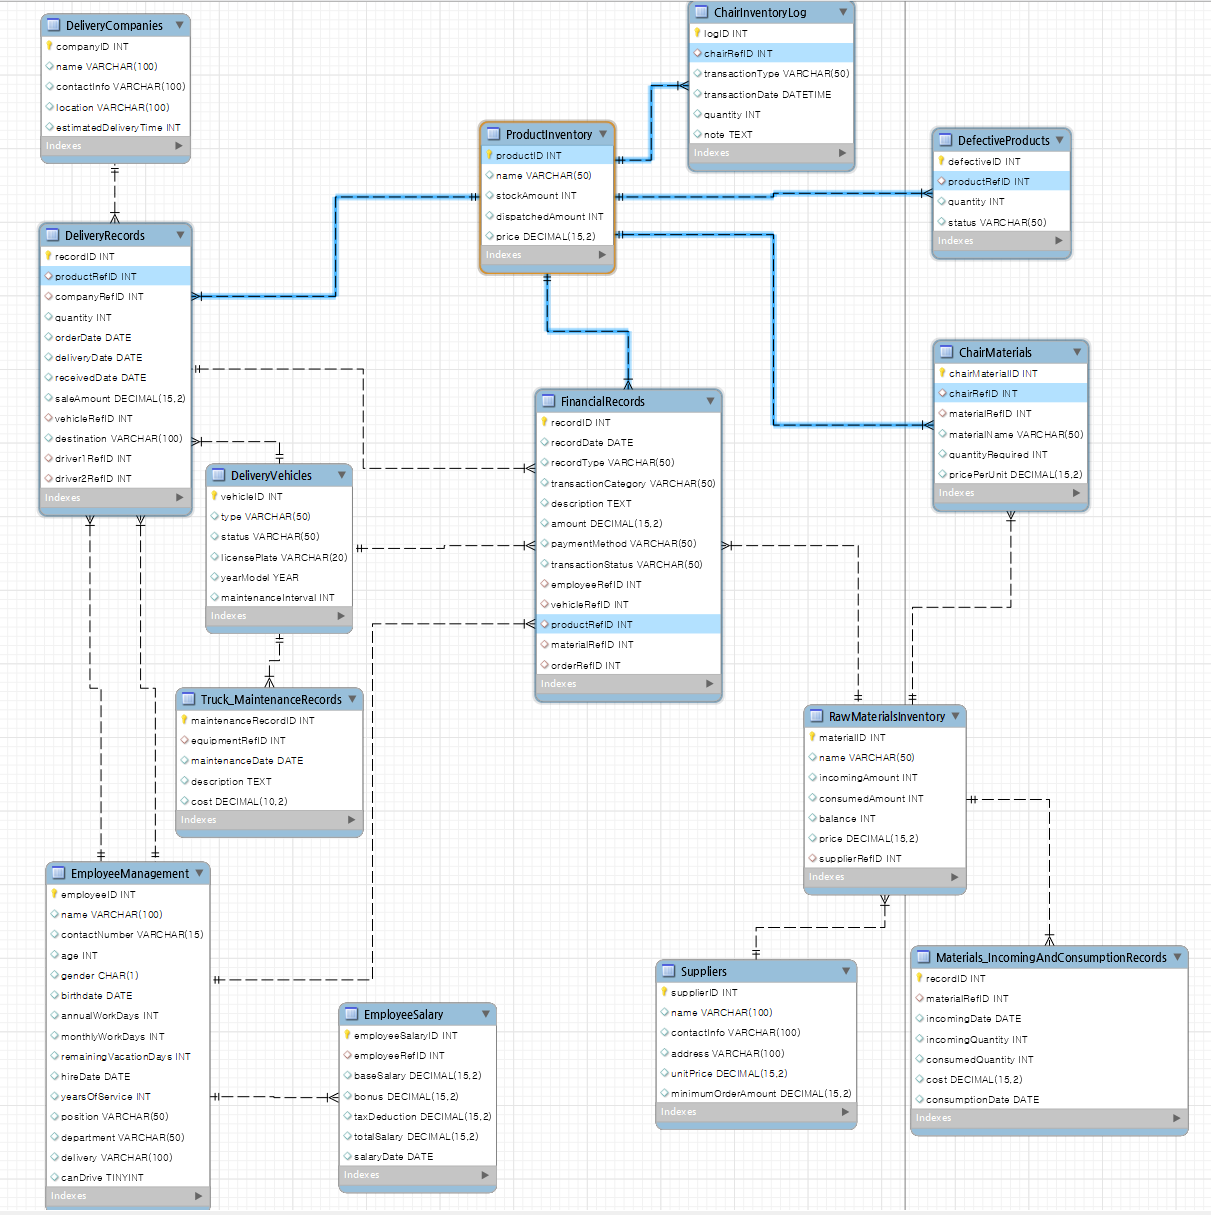 DeliveryCompanies
companyID INT
name VARCHAR(100)
contactInfo VARCHAR(100)
location VARCHAR(100)
estimatedDeliveryTime INT
Indexes
ChairInventoryLog
logID INT
chairRefID INT
transactionType VARCHAR(50)
transactionDate DATETIME
quantity INT
note TEXT
Indexes
ProductInventory
productID INT
name VARCHAR(50)
stockAmount INT
dispatchedAmount INT
price DECIMAL(15,2)
Indexes
DefectiveProducts
defectiveID INT
productRefID INT
quantity INT
status VARCHAR(50)
Indexes
DeliveryRecords
recordID INT
productRefID INT
companyRefID INT
quantity INT
orderDate DATE
deliveryDate DATE
receivedDate DATE
saleAmount DECIMAL(15,2)
vehicleRefID INT
destination VARCHAR(100)
driver1RefID INT
driver2RefID INT
Indexes
ChairMaterials
chairMaterialID INT
chairRefID INT
materialRefID INT
materialName VARCHAR(50)
quantityRequired INT
pricePerUnit DECIMAL(15,2)
Indexes
FinancialRecords
recordID INT
recordDate DATE
recordType VARCHAR(50)
transactionCategory VARCHAR(50)
description TEXT
amount DECIMAL(15,2)
paymentMethod VARCHAR(50)
transactionStatus VARCHAR(50)
employeeRefID INT
vehicleRefID INT
productRefID INT
materialRefID INT
orderRefID INT
Indexes
DeliveryVehicles
vehicleID INT
type VARCHAR(50)
status VARCHAR(50)
licensePlate VARCHAR(20)
yearModel YEAR
maintenanceInterval INT
Indexes
Truck_MaintenanceRecords
maintenanceRecordID INT
equipmentRefID INT
maintenanceDate DATE
description TEXT
cost DECIMAL(10,2)
Indexes
RawMaterialsInventory
materialID INT
name VARCHAR(50)
incomingAmount INT
consumedAmount INT
balance INT
price DECIMAL(15,2)
supplierRefID INT
Indexes
EmployeeManagement
employeeID INT
name VARCHAR(100)
contactNumber VARCHAR(15)
age INT
gender CHAR(1)
birthdate DATE
annualWorkDays INT
monthlyWorkDays INT
remainingVacationDays INT
hireDate DATE
yearsOfService INT
position VARCHAR(50)
department VARCHAR(50)
delivery VARCHAR(100)
canDrive TINYINT
Indexes
EmployeeSalary
employeeSalaryID INT
employeeRefID INT
baseSalary DECIMAL(15,2)
bonus DECIMAL(15,2)
taxDeduction DECIMAL(15,2)
totalSalary DECIMAL(15,2)
salaryDate DATE
Indexes
Suppliers
supplierID INT
name VARCHAR(100)
contactInfo VARCHAR(100)
address VARCHAR(100)
unitPrice DECIMAL(15,2)
minimumOrderAmount DECIMAL(15,2)
Indexes
Materials_IncomingAndConsumptionRecords
recordID INT
materialRefID INT
incomingDate DATE
incomingQuantity INT
consumedQuantity INT
cost DECIMAL(15,2)
consumptionDate DATE
Indexes